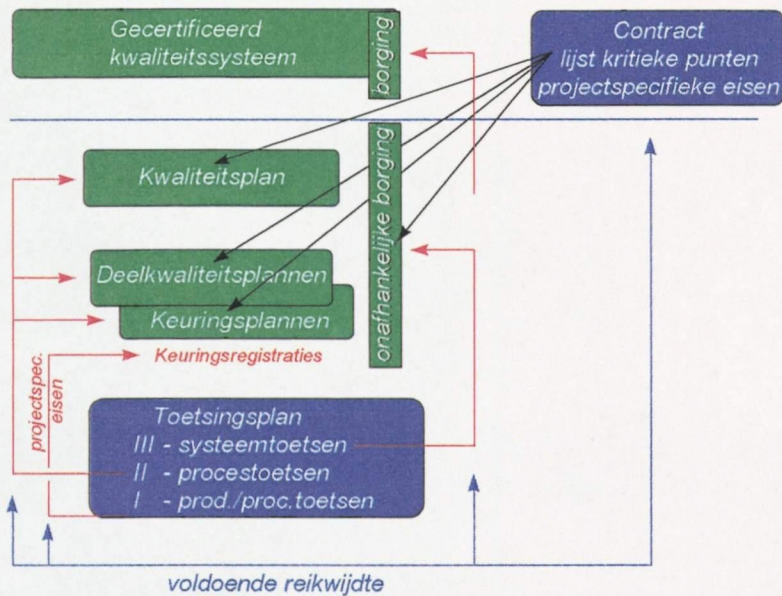 Gecertificeerd
kwaliteitssysteem
borging
Contract
lijst kritieke punten
projectspecifieke eisen
Kwaliteitsplan
onafhankelijke borging
Deelkwaliteitsplannen
Keuringsplannen
Keuringsregistraties
projectspec.
eisen
Toetsingsplan
III - systeemtoetsen
II - procestoetsen
I - prod./proc.toetsen
voldoende reikwijdte